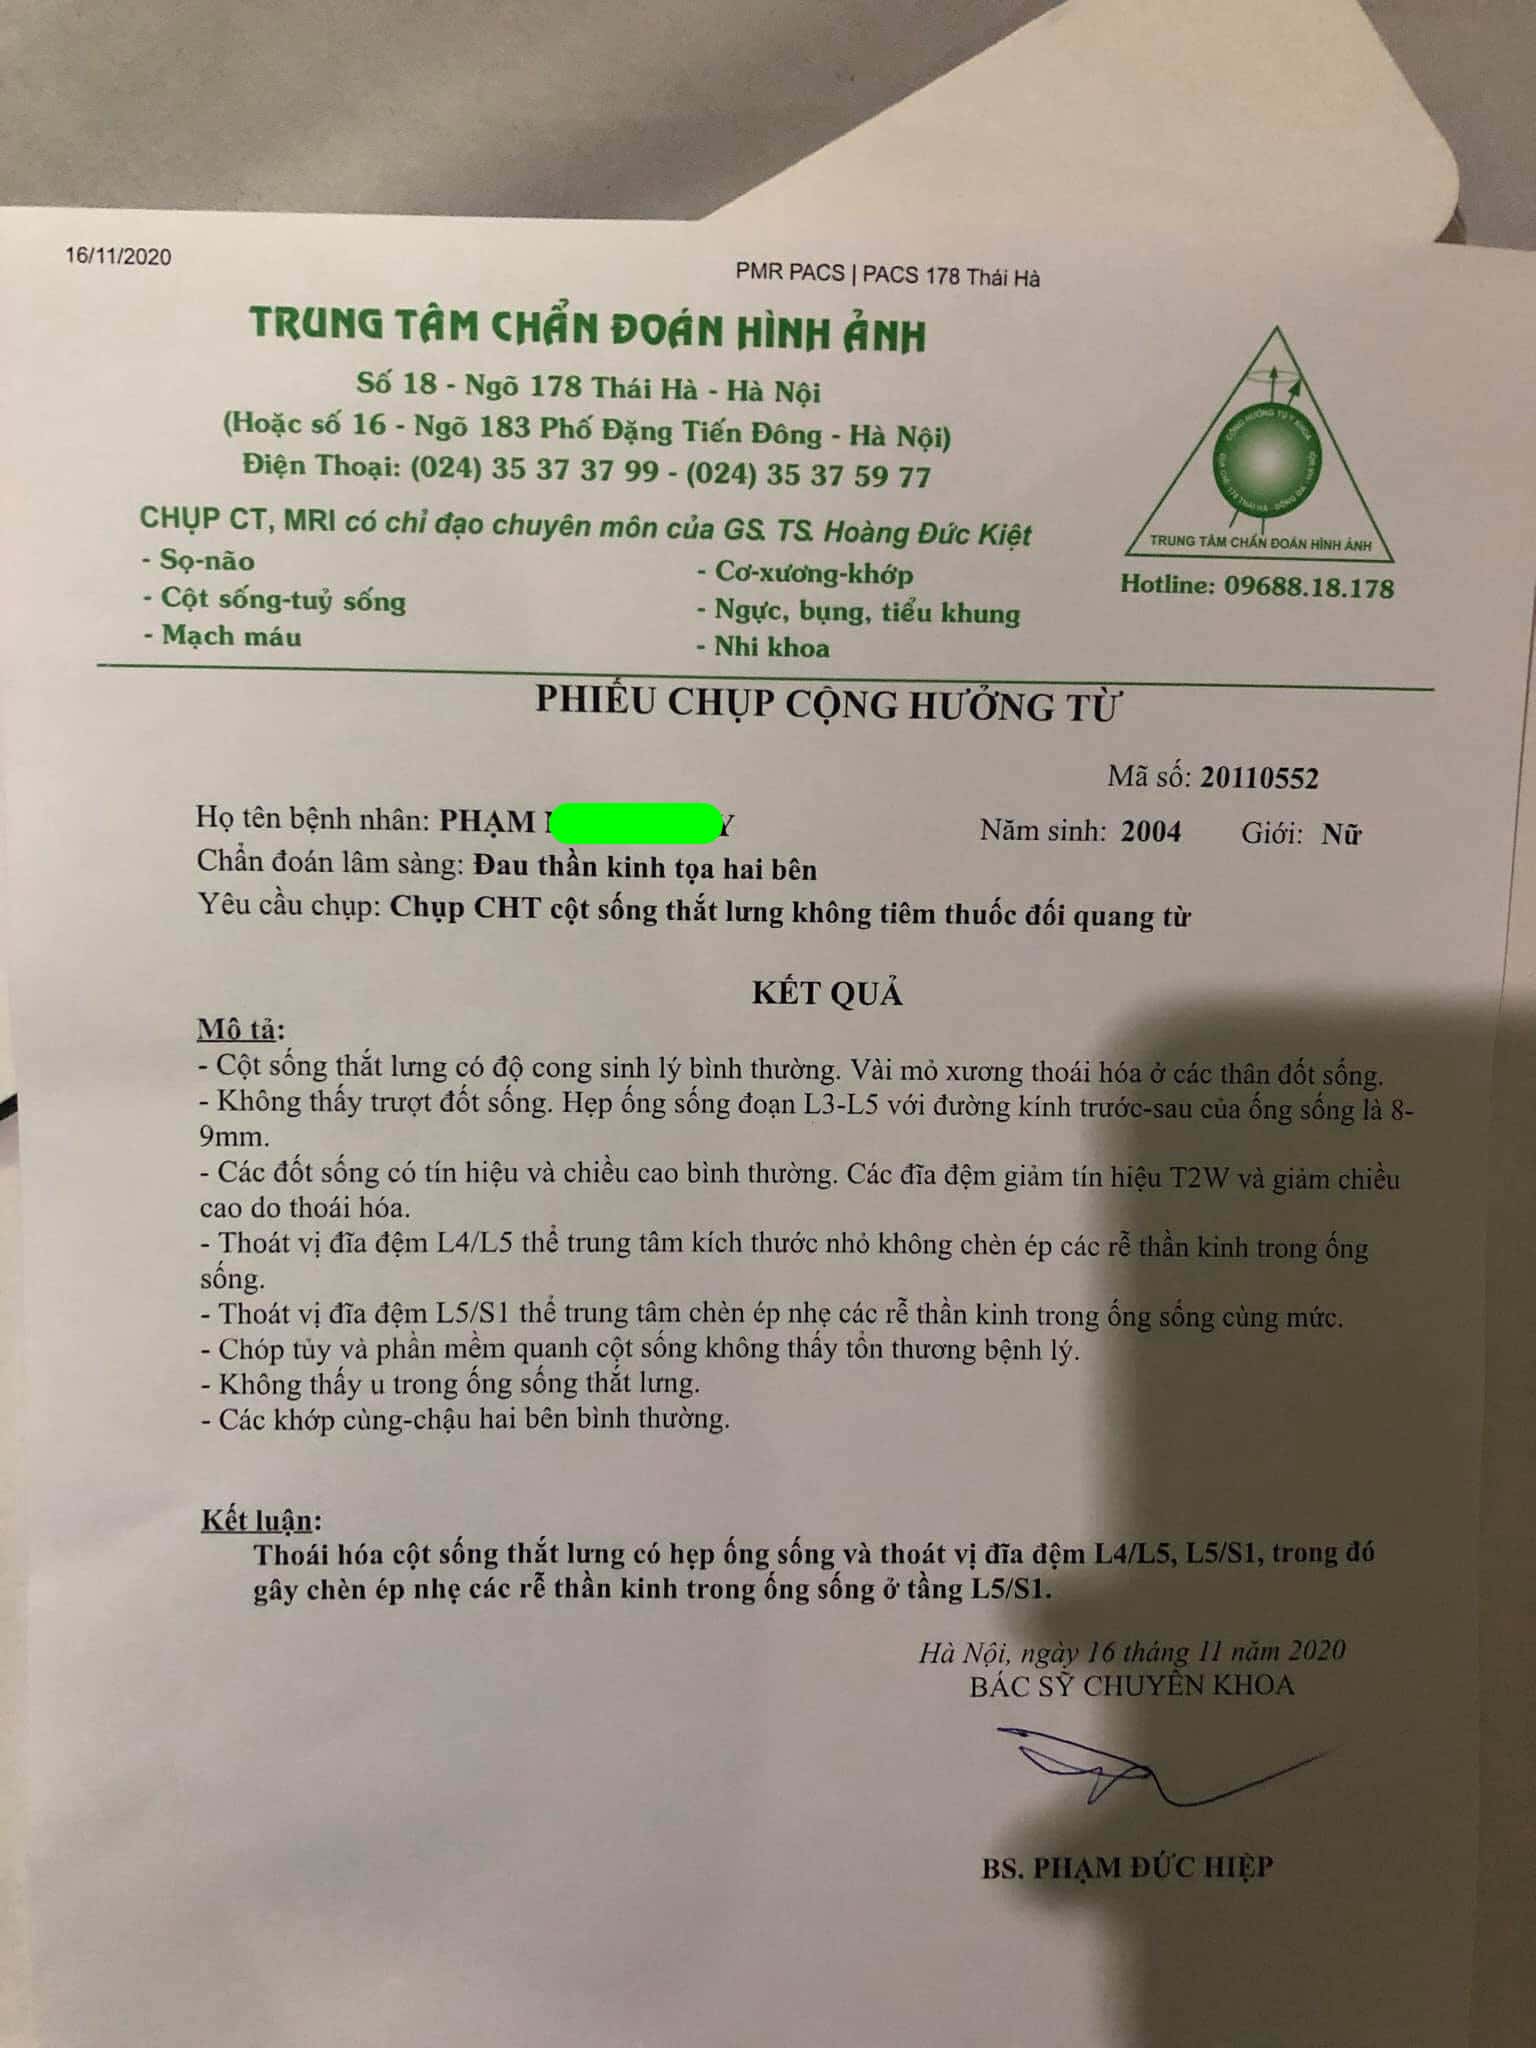 16/11/2020
PMR PACS | PACS 178 Thái Hà
TRUNG TÂM CHẨN ĐOÁN HÌNH ẢNH
Số 18 - Ngõ 178 Thái Hà - Hà Nội
(Hoặc số 16 - Ngõ 183 Phố Đặng Tiến Đông - Hà Nội)
Điện Thoại: (024) 35 37 37 99 - (024) 35 37 59 77
CHỤP CT, MRI có chỉ đạo chuyên môn của GS. TS. Hoàng Đức Kiệt
- Sọ-não
- Cột sống-tuỷ sống
- Mạch máu
- Cơ-xương-khớp
- Ngực, bụng, tiểu khung
- Nhi khoa
CỘNG HƯỞNG TỪ Y KHOA
TRUNG TÂM CHẨN ĐOÁN HÌNH ẢNH
Hotline: 09688.18.178
PHIẾU CHỤP CỘNG HƯỞNG TỪ
Mã số: 20110552
Họ tên bệnh nhân: PHẠM
Năm sinh: 2004 Giới: Nữ
Chẩn đoán lâm sàng: Đau thần kinh tọa hai bên
Yêu cầu chụp: Chụp CHT cột sống thắt lưng không tiêm thuốc đối quang từ
KẾT QUẢ
Mô tả:
- Cột sống thắt lưng có độ cong sinh lý bình thường. Vài mỏ xương thoái hóa ở các thân đốt sống.
- Không thấy trượt đốt sống. Hẹp ống sống đoạn L3-L5 với đường kính trước-sau của ống sống là 8-
9mm.
- Các đốt sống có tín hiệu và chiều cao bình thường. Các đĩa đệm giảm tín hiệu T2W và giảm chiều
cao do thoái hóa.
- Thoát vị đĩa đệm L4/L5 thể trung tâm kích thước nhỏ không chèn ép các rễ thần kinh trong ống
sống.
- Thoát vị đĩa đệm L5/S1 thể trung tâm chèn ép nhẹ các rễ thần kinh trong ống sống cùng mức.
- Chóp tủy và phần mềm quanh cột sống không thấy tổn thương bệnh lý.
- Không thấy u trong ống sống thắt lưng.
- Các khớp cùng-chậu hai bên bình thường.
Kết luận:
Thoái hóa cột sống thắt lưng có hẹp ống sống và thoát vị đĩa đệm L4/L5, L5/S1, trong đó
gây chèn ép nhẹ các rễ thần kinh trong ống sống ở tầng L5/S1.
Hà Nội, ngày 16 tháng 11 năm 2020
BÁC SỸ CHUYÊN KHOA
BS. PHẠM ĐỨC HIỆP